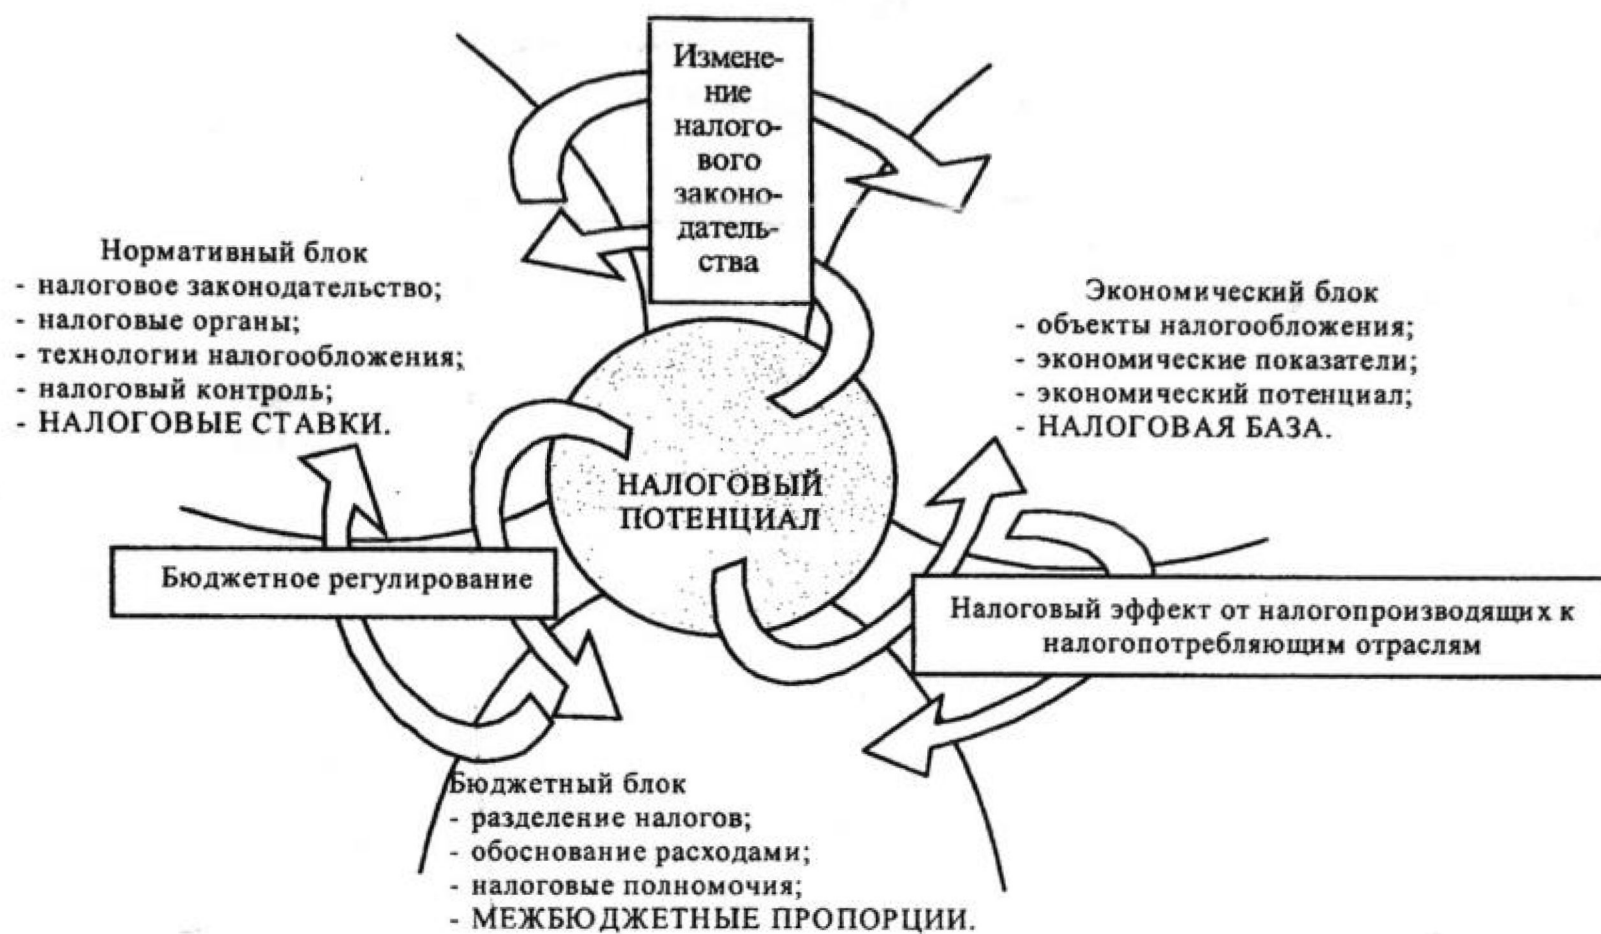 Измене-
ние
налого-
вого
законо-
датель-
ства
Нормативный блок
- налоговое законодательство;
- налоговые органы;
- технологии налогообложения;
- налоговый контроль;
- НАЛОГОВЫЕ СТАВКИ.
Экономический блок
- объекты налогообложения;
- экономические показатели;
- экономический потенциал;
- НАЛОГОВАЯ БАЗА.
НАЛОГОВЫЙ
ПОТЕНЦИАЛ
Бюджетное регулирование
Налоговый эффект от налогопроизводящих к
налогопотребляющим отраслям
Бюджетный блок
- разделение налогов;
- обоснование расходами;
- налоговые полномочия;
- МЕЖБЮДЖЕТНЫЕ ПРОПОРЦИИ.